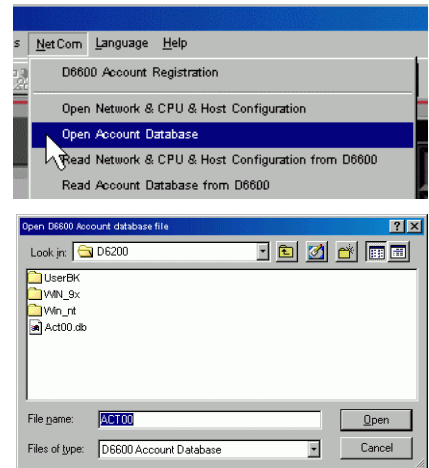 s NetCom Language Help
D6600 Account Registration
Open Network & CPU & Host Configuration
Open Account Database
Read Network & CPU & Host Configuration from D6600
Read Account Database from D6600
Open D6600 Account database file
Look in: D6200
UserBK
WIN_9x
Win_nt
Act00.db
File name: ACT00 Open
Files of type: D6600 Account Database Cancel